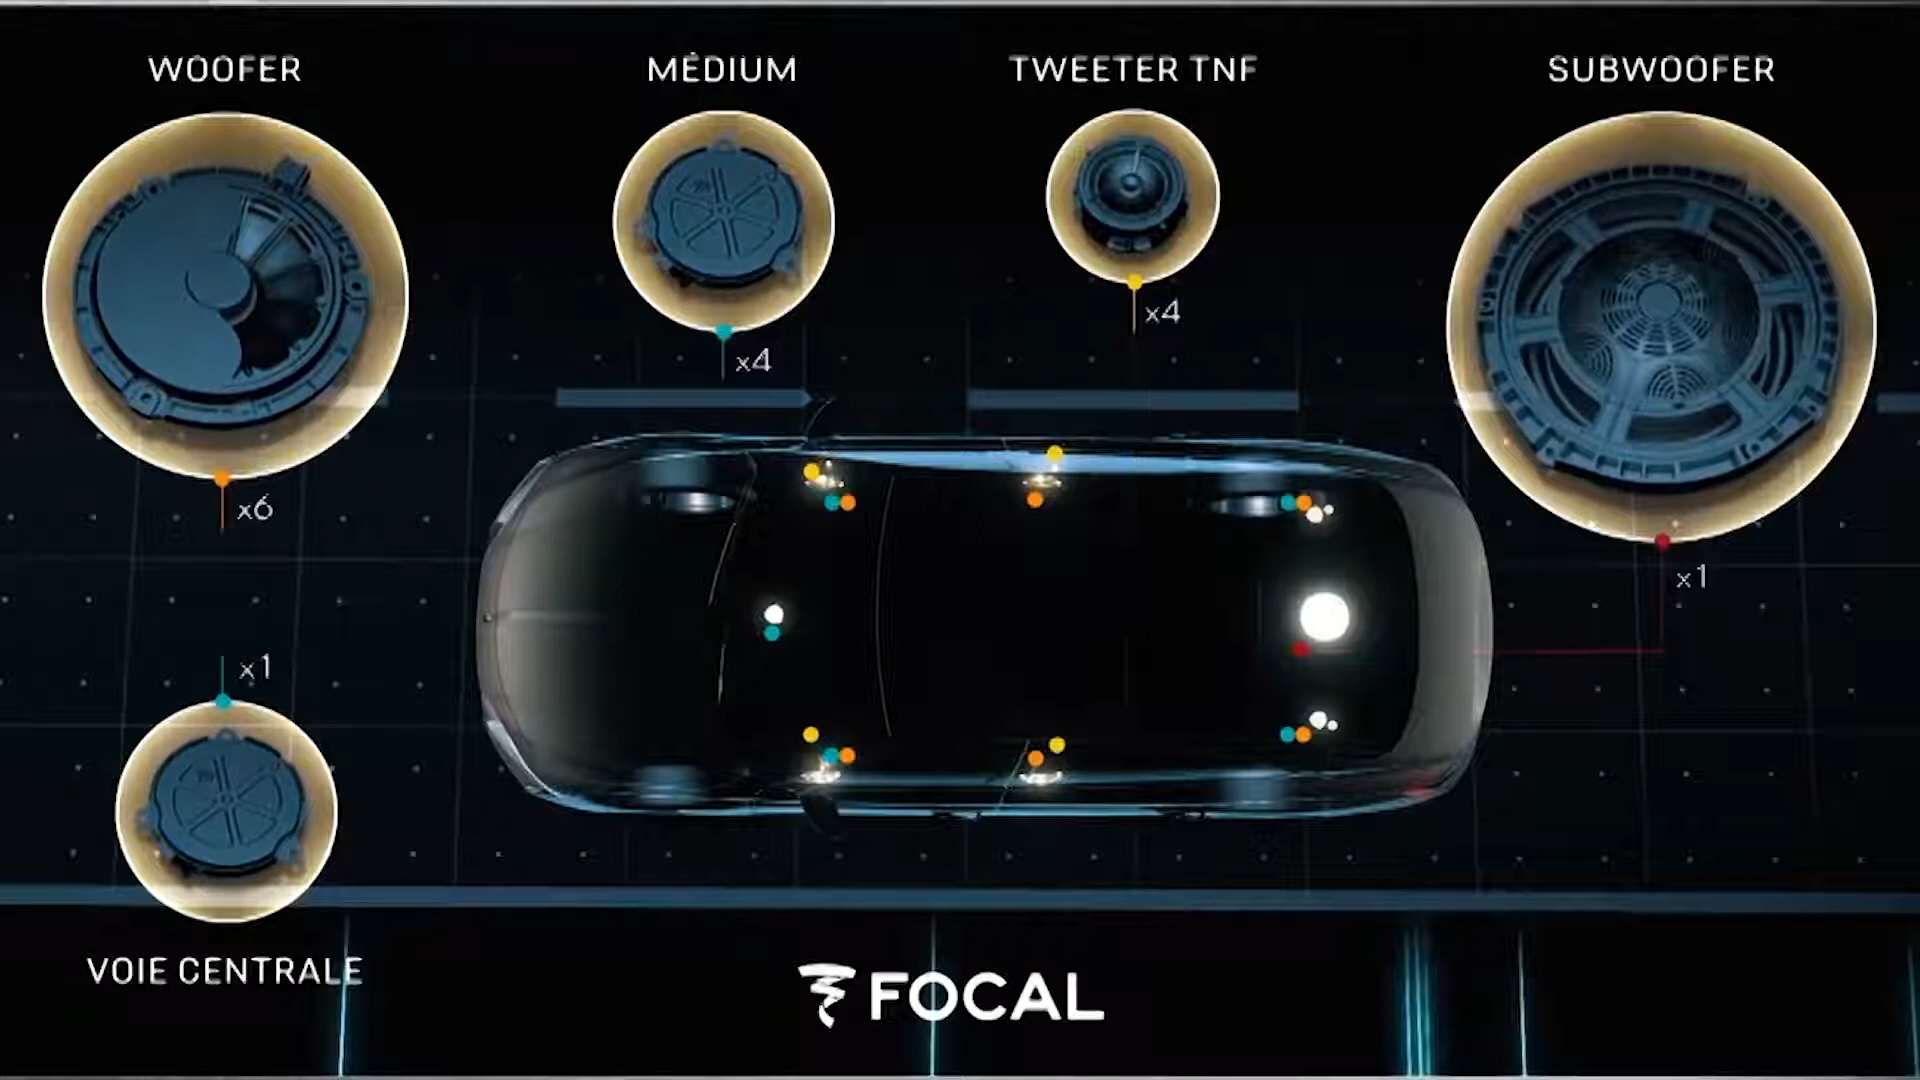 WOOFER
MÉDIUM
TWEETER TNF
SUBWOOFER
x4
x4
x6
x1
x1
VOIE CENTRALE
FOCAL